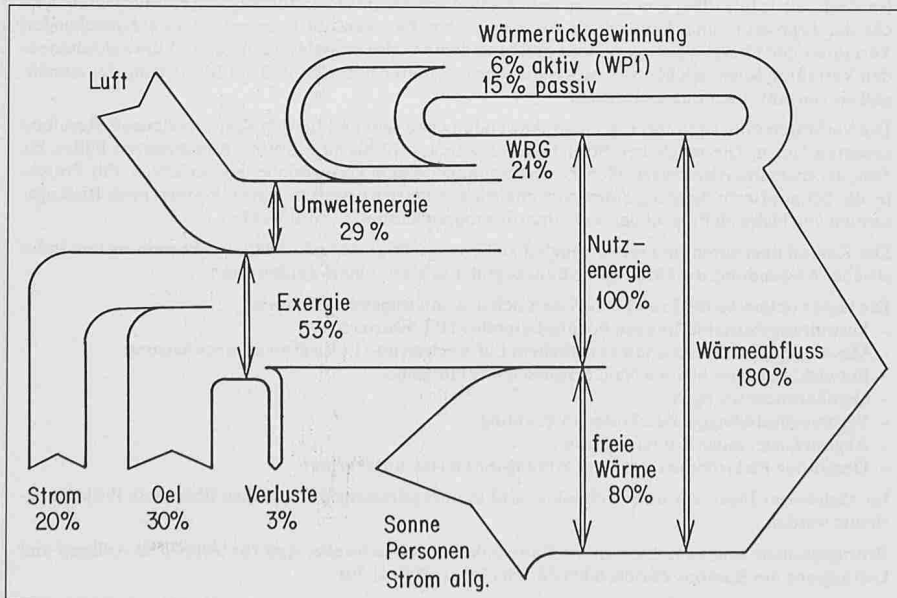 Wärmerückgewinnung
6% aktiv (WP1)
15% passiv
Luft
WRG
21%
Umweltenergie
29%
Nutz-
energie
100%
Exergie
53%
Wärmeabfluss
180%
freie
Wärme
80%
Strom
20%
Oel
30%
Verluste
3%
Sonne
Personen
Strom allg.